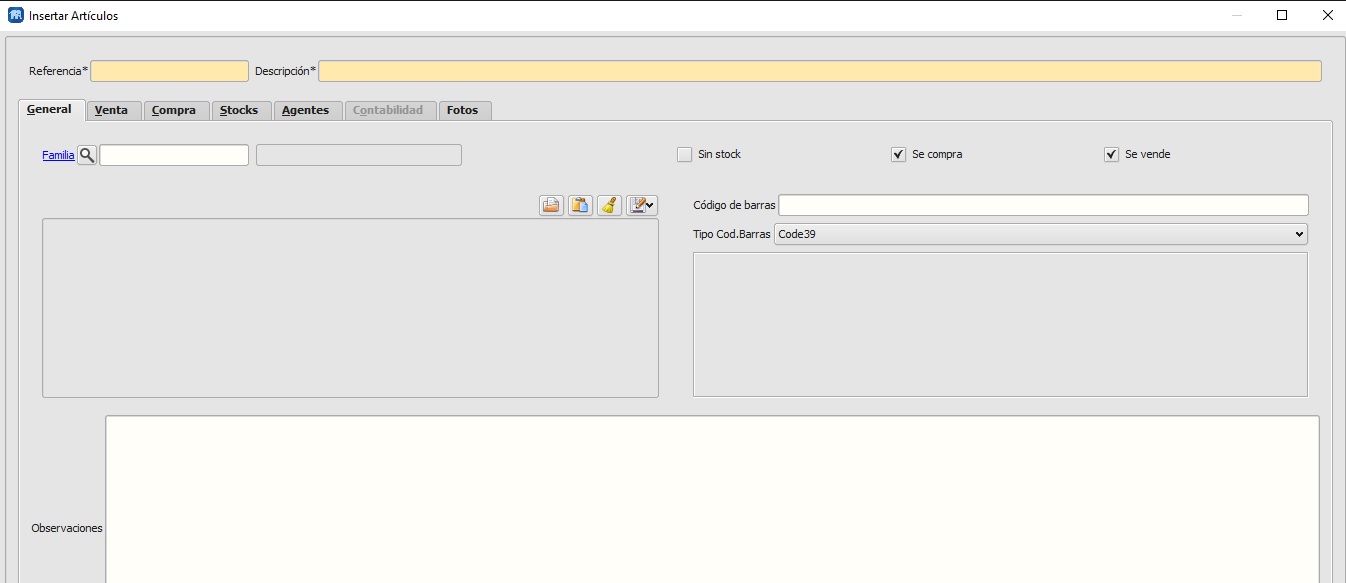 Insertar Artículos
Referencia* Descripción*
General Venta Compra Stocks Agentes Contabilidad Fotos
Familia Sin stock Se compra Se vende
Código de barras
Tipo Cod.Barras Code39
Observaciones